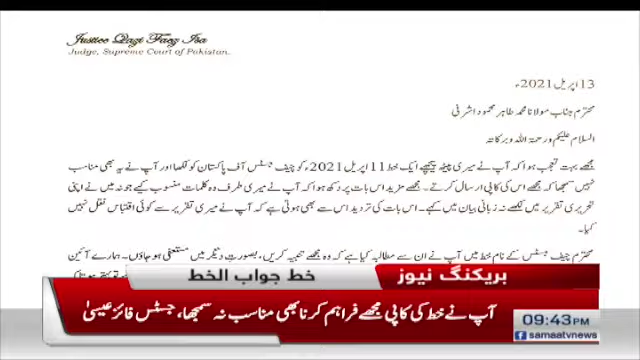 Justice Qazi Faez Isa
Judge, Supreme Court of Pakistan.
13 اپریل 2021ء
محترم جناب مولانا محمد طاہر محمود اشرفی
السلام علیکم ورحمۃ اللہ وبرکاتہ
مجھے بہت تعجب ہوا کہ آپ نے میری پیٹھ پیچھے ایک خط 11 اپریل 2021ء کو چیف جسٹس آف پاکستان کو لکھا اور آپ نے یہ بھی مناسب
نہیں سمجھا کہ مجھے اس کی کاپی ارسال کرتے۔ مجھے مزید اس بات پر دکھ ہوا کہ آپ نے میری طرف وہ کلمات منسوب کیے جو نہ میں نے اپنی
تحریری تقریر میں لکھے نہ زبانی بیان میں کہے۔ اس بات کی تردید اس سے بھی ہوتی ہے کہ آپ نے میری تقریر سے کوئی اقتباس نقل نہیں
کیا۔
محترم چیف جسٹس کے نام خط میں آپ نے ان سے مطالبہ کیا ہے کہ وہ مجھے تنبیہ کریں، بصورت دیگر میں مستعفی ہو جاؤں۔ ہمارے آئین
خط جواب الخط
بریکنگ نیوز
آپ نے خط کی کاپی مجھے فراہم کرنا بھی مناسب نہ سمجھا، جسٹس فائز عیسیٰ
09:43PM
samaatvnews